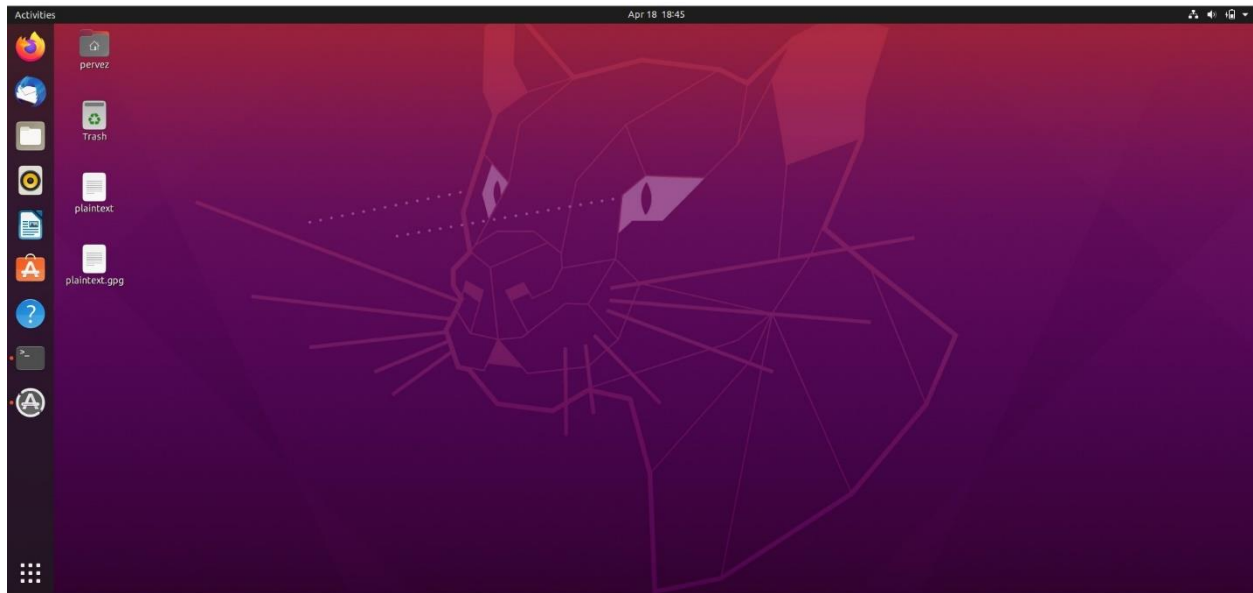 Activities
Apr 18 18:45
pervez
Trash
plaintext
plaintext.gpg